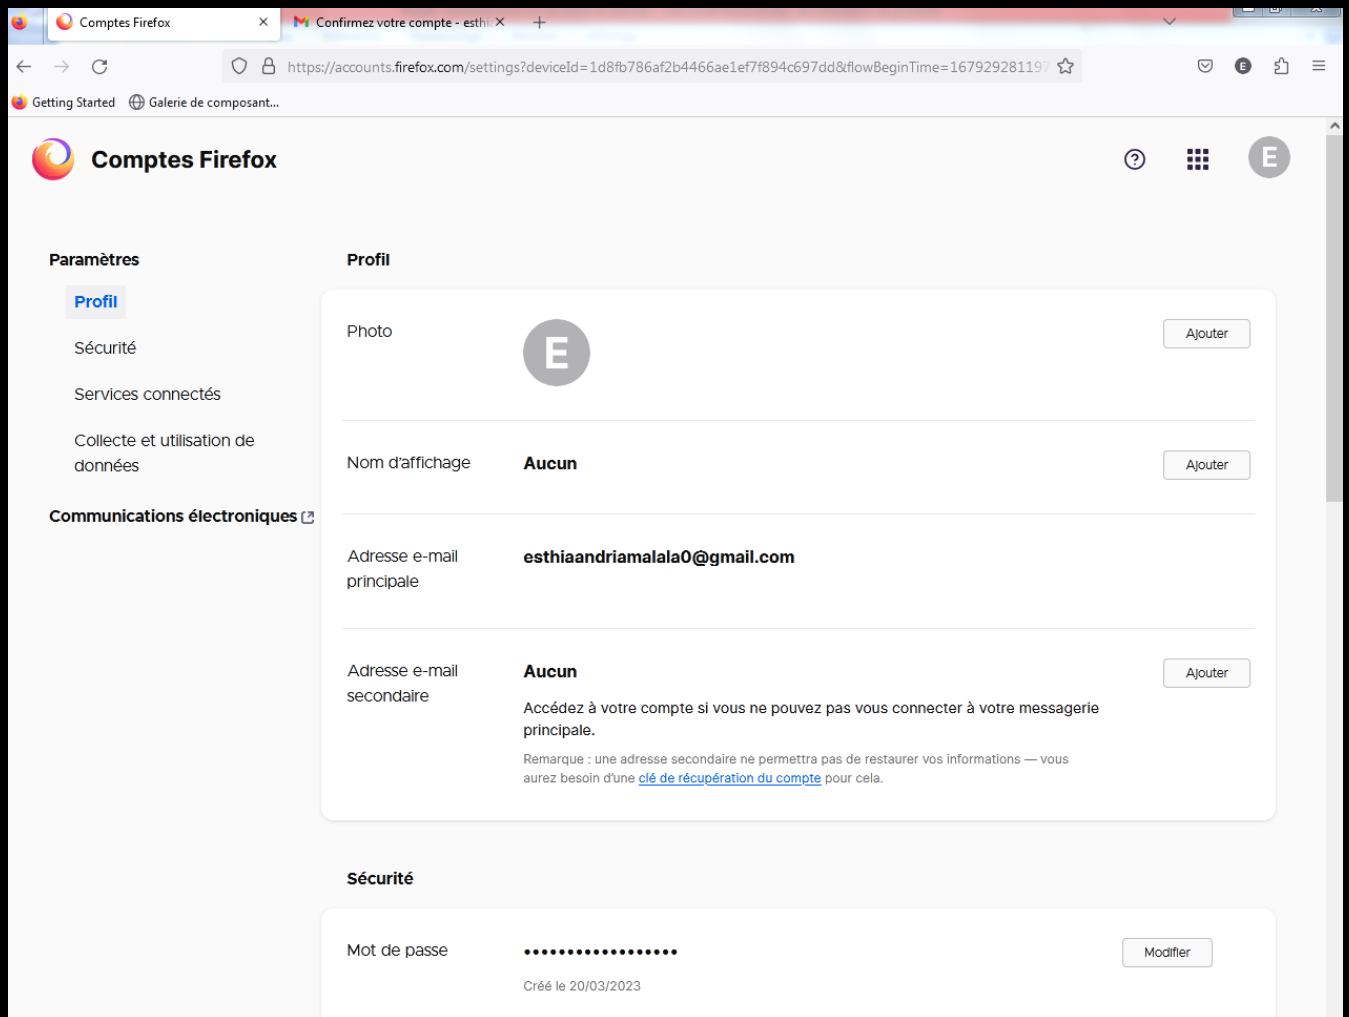 Comptes Firefox
Confirmez votre compte - esthi
https://accounts.firefox.com/settings?deviceId=1d8fb786af2b4466ae1ef7f894c697dd&flowBeginTime=167929281197
E
Getting Started
Galerie de composant...
Comptes Firefox
E
Paramètres
Profil
Sécurité
Services connectés
Collecte et utilisation de
données
Communications électroniques
Profil
Photo
E
Ajouter
Nom d'affichage
Aucun
Ajouter
Adresse e-mail
principale
esthiaandriamalala0@gmail.com
Adresse e-mail
secondaire
Aucun
Ajouter
Accédez à votre compte si vous ne pouvez pas vous connecter à votre messagerie
principale.
Remarque : une adresse secondaire ne permettra pas de restaurer vos informations — vous
aurez besoin d'une clé de récupération du compte pour cela.
Sécurité
Mot de passe
••••••••••••••••••
Modifier
Créé le 20/03/2023